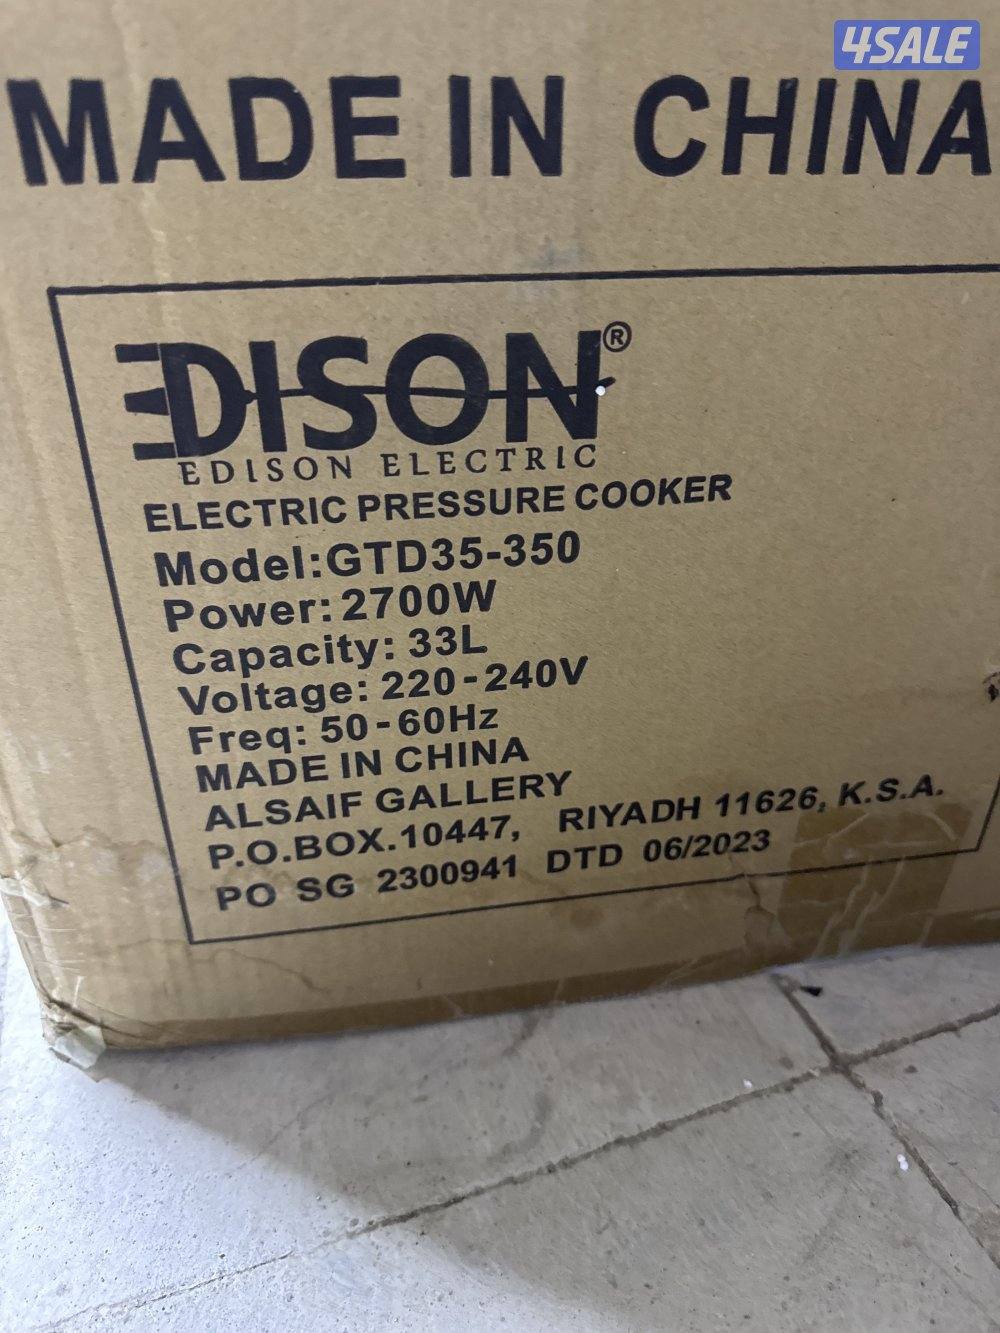 4SALE
MADE IN CHINA
EDISON®
EDISON ELECTRIC
ELECTRIC PRESSURE COOKER
Model:GTD35-350
Power: 2700W
Capacity: 33L
Voltage: 220-240V
Freq: 50-60Hz
MADE IN CHINA
ALSAIF GALLERY
P.O.BOX.10447, RIYADH 11626, K.S.A.
PO SG 2300941 DTD 06/2023